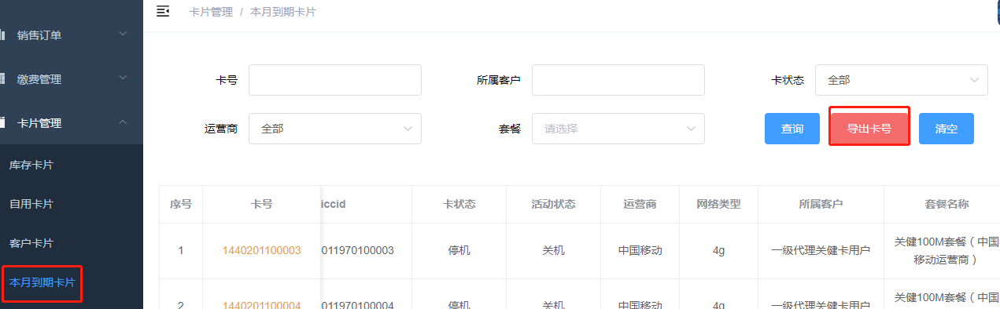 卡片管理 / 本月到期卡片
销售订单
缴费管理
卡片管理
库存卡片
自用卡片
客户卡片
本月到期卡片
卡号 所属客户 卡状态 全部
运营商 全部 套餐 请选择 查询 导出卡号 清空
序号 卡号 iccid 卡状态 活动状态 运营商 网络类型 所属客户 套餐名称
1 1440201100003 011970100003 停机 关机 中国移动 4g 一级代理关健卡用户 关健100M套餐（中国
移动运营商）
2 1440201100004 011970100004 停机 关机 中国移动 4g 一级代理关健卡用户 关健100M套餐（中国